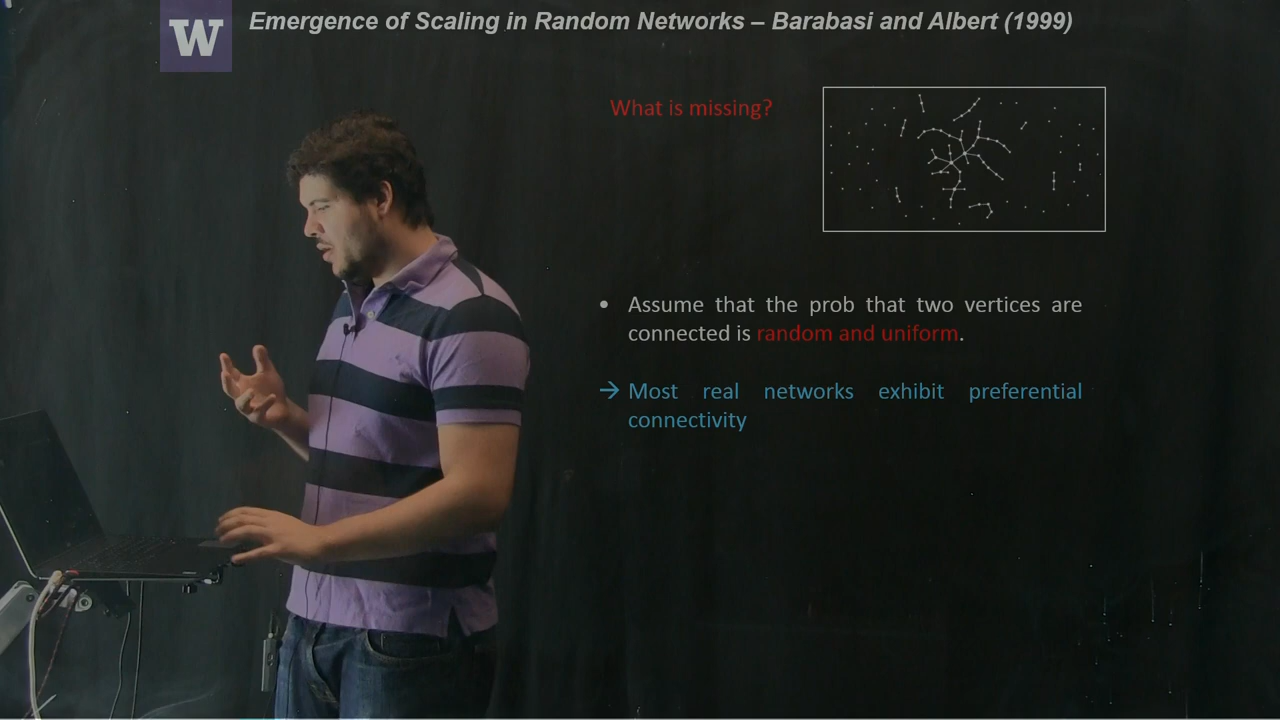 W
Emergence of Scaling in Random Networks – Barabasi and Albert (1999)
What is missing?
• Assume that the prob that two vertices are
connected is random and uniform.
→ Most real networks exhibit preferential
connectivity